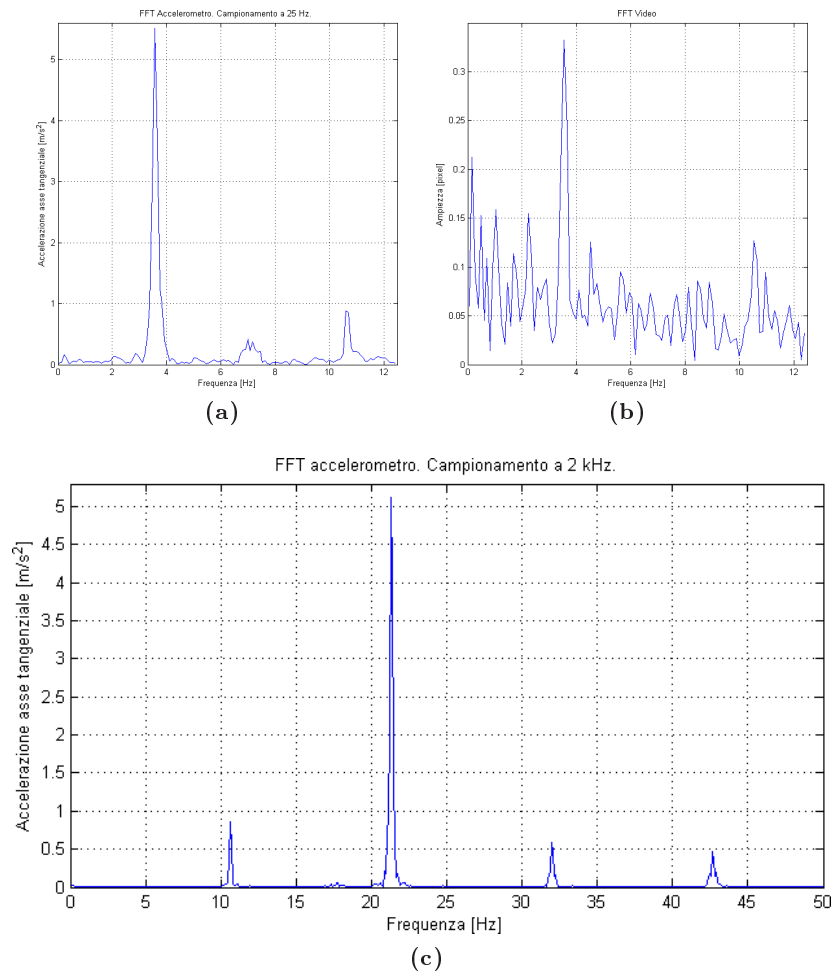 FFT Accelerometro. Campionamento a 25 Hz.
Accelerazione asse tangenziale [m/s²]
5
4
3
2
1
0
0 2 4 6 8 10 12
Frequenza [Hz]
(a)
FFT Video
Ampiezza [pixel]
0.3
0.25
0.2
0.15
0.1
0.05
0
0 2 4 6 8 10 12
Frequenza [Hz]
(b)
FFT accelerometro. Campionamento a 2 kHz.
Accelerazione asse tangenziale [m/s²]
5
4.5
4
3.5
3
2.5
2
1.5
1
0.5
0
0 5 10 15 20 25 30 35 40 45 50
Frequenza [Hz]
(c)